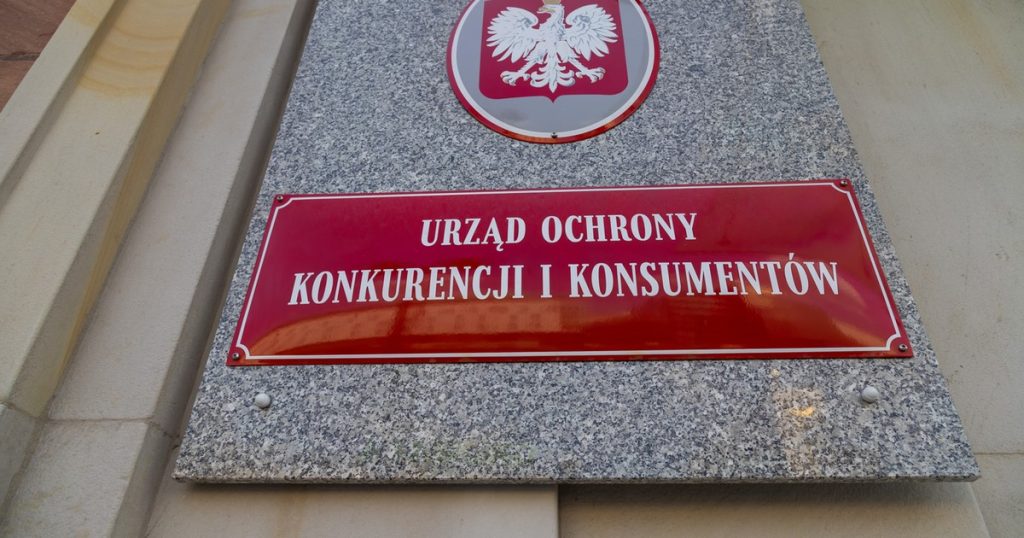 URZĄD OCHRONY
KONKURENCJI I KONSUMENTÓW